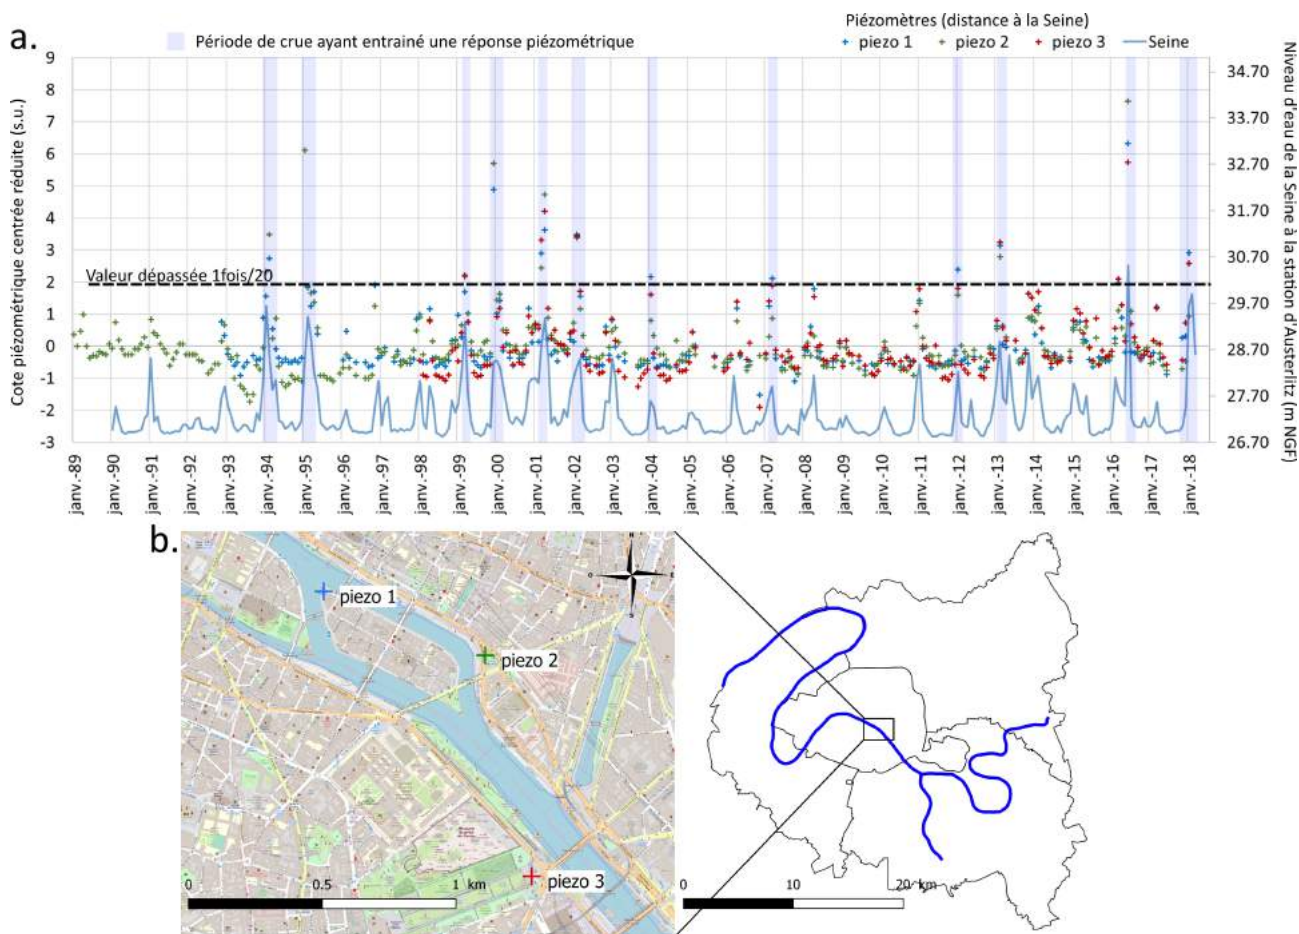 a.
Piézomètres (distance à la Seine)
Période de crue ayant entrainé une réponse piézométrique
piezo 1 piezo 2 piezo 3 Seine
Cote piézométrique centrée réduite (s.u.)
9
8
7
6
5
4
3
2
1
0
-1
-2
-3
Valeur dépassée 1fois/20
34.70
33.70
32.70
31.70
30.70
29.70
28.70
27.70
26.70
Niveau d'eau de la Seine à la station d'Austerlitz (m NGF)
janv.-89
janv.-90
janv.-91
janv.-92
janv.-93
janv.-94
janv.-95
janv.-96
janv.-97
janv.-98
janv.-99
janv.-00
janv.-01
janv.-02
janv.-03
janv.-04
janv.-05
janv.-06
janv.-07
janv.-08
janv.-09
janv.-10
janv.-11
janv.-12
janv.-13
janv.-14
janv.-15
janv.-16
janv.-17
janv.-18
b.
piezo 1
piezo 2
piezo 3
0 0.5 1 km
0 10 20 km